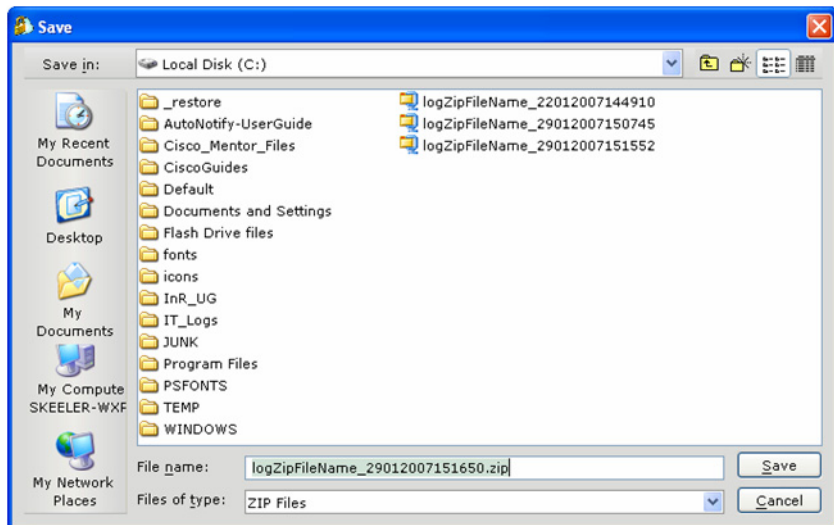 Save
Save in:
Local Disk (C:)
My Recent
Documents
Desktop
My
Documents
My Compute
SKEELER-WXF
My Network
Places
_restore
AutoNotify-UserGuide
Cisco_Mentor_Files
CiscoGuides
Default
Documents and Settings
Flash Drive files
fonts
icons
InR_UG
IT_Logs
JUNK
Program Files
PSFONTS
TEMP
WINDOWS
logZipFileName_22012007144910
logZipFileName_29012007150745
logZipFileName_29012007151552
File name:
logZipFileName_29012007151650.zip
Save
Files of type:
ZIP Files
Cancel